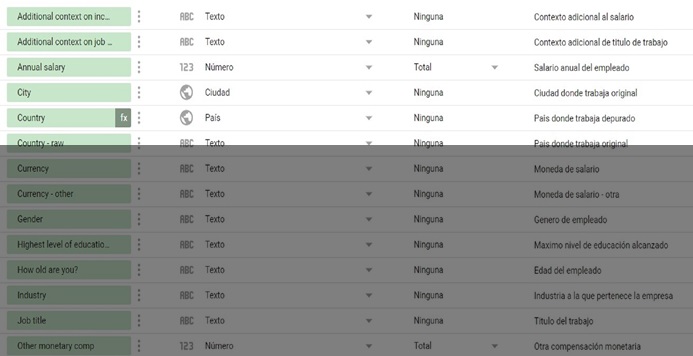 Additional context on inc... ABC Texto Ninguna Contexto adicional al salario
Additional context on job ... ABC Texto Ninguna Contexto adicional de titulo de trabajo
Annual salary 123 Número Total Salario anual del empleado
City Ciudad Ninguna Ciudad donde trabaja original
Country fx País Ninguna Pais donde trabaja depurado
Country - raw ABC Texto Ninguna Pais donde trabaja original
Currency ABC Texto Ninguna Moneda de salario
Currency - other ABC Texto Ninguna Moneda de salario - otra
Gender ABC Texto Ninguna Genero de empleado
Highest level of educatio... ABC Texto Ninguna Maximo nivel de educación alcanzado
How old are you? ABC Texto Ninguna Edad del empleado
Industry ABC Texto Ninguna Industria a la que pertenece la empresa
Job title ABC Texto Ninguna Titulo del trabajo
Other monetary comp 123 Número Total Otra compensación monetaria